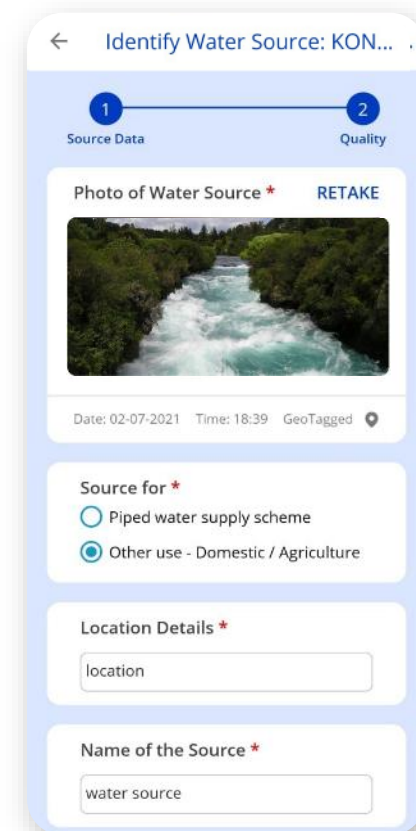 Identify Water Source: KON... .
1 2
Source Data Quality
Photo of Water Source * RETAKE
Date: 02-07-2021 Time: 18:39 GeoTagged
Source for *
Piped water supply scheme
Other use - Domestic / Agriculture
Location Details *
location
Name of the Source *
water source